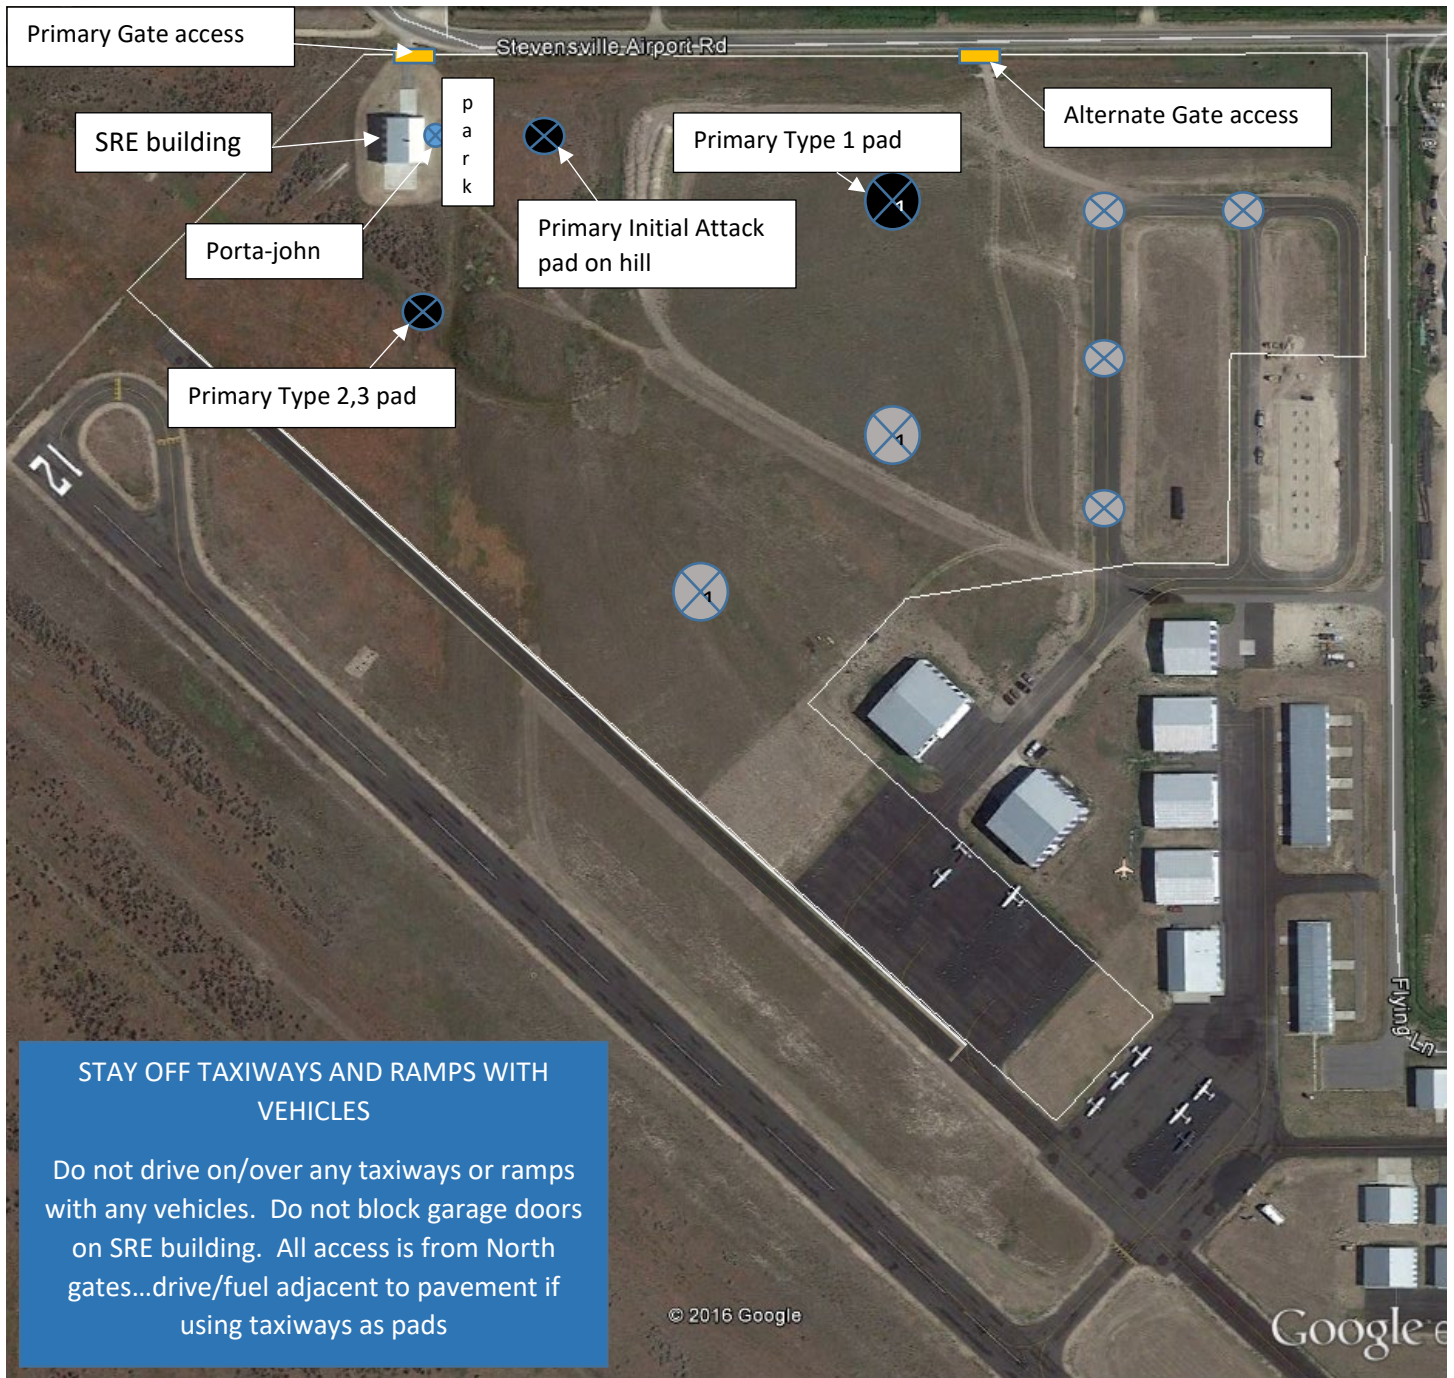 Primary Gate access
Stevensville Airport Rd
p
a
r
k
SRE building
Primary Type 1 pad
Alternate Gate access
1
Porta-john
Primary Initial Attack
pad on hill
Primary Type 2,3 pad
1
12
1
Flying Ln
STAY OFF TAXIWAYS AND RAMPS WITH
VEHICLES
Do not drive on/over any taxiways or ramps
with any vehicles. Do not block garage doors
on SRE building. All access is from North
gates...drive/fuel adjacent to pavement if
using taxiways as pads
© 2016 Google
Google e